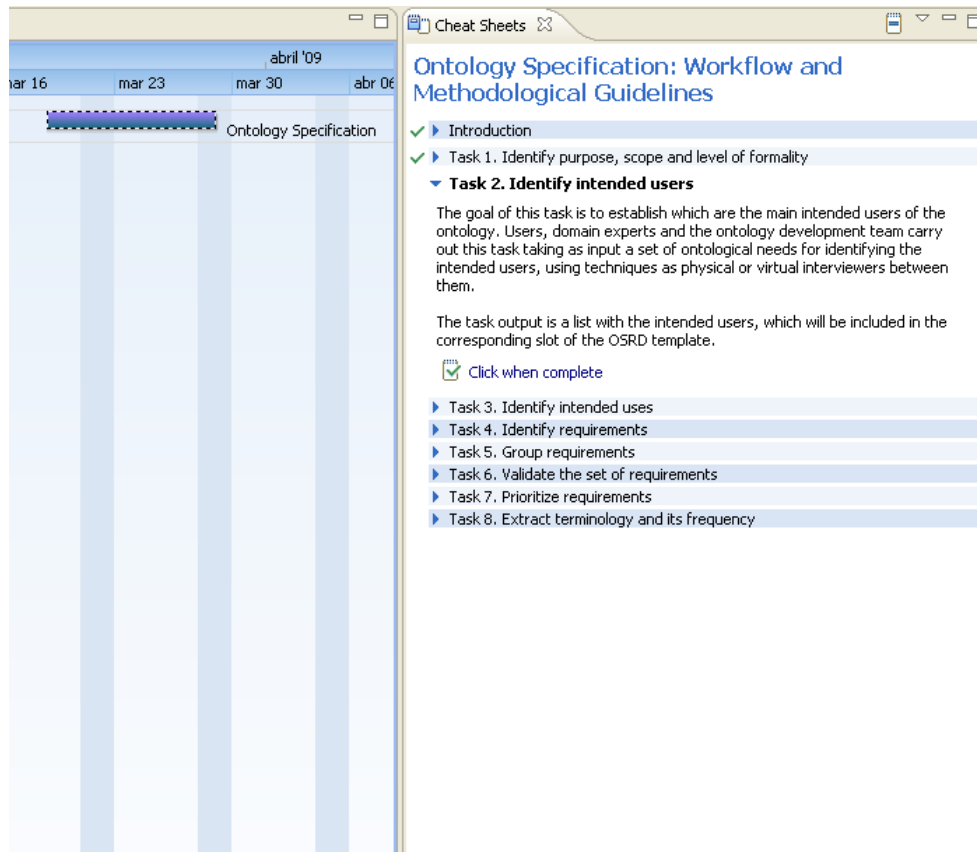 abril '09
mar 23
mar 30
Ontology Specification
Cheat Sheets
Ontology Specification: Workflow and
Methodological Guidelines
Introduction
Task 1. Identify purpose, scope and level of formality
Task 2. Identify intended users
The goal of this task is to establish which are the main intended users of the
ontology. Users, domain experts and the ontology development team carry
out this task taking as input a set of ontological needs for identifying the
intended users, using techniques as physical or virtual interviewers between
them.
The task output is a list with the intended users, which will be included in the
corresponding slot of the OSRD template.
Click when complete
Task 3. Identify intended uses
Task 4. Identify requirements
Task 5. Group requirements
Task 6. Validate the set of requirements
Task 7. Prioritize requirements
Task 8. Extract terminology and its frequency